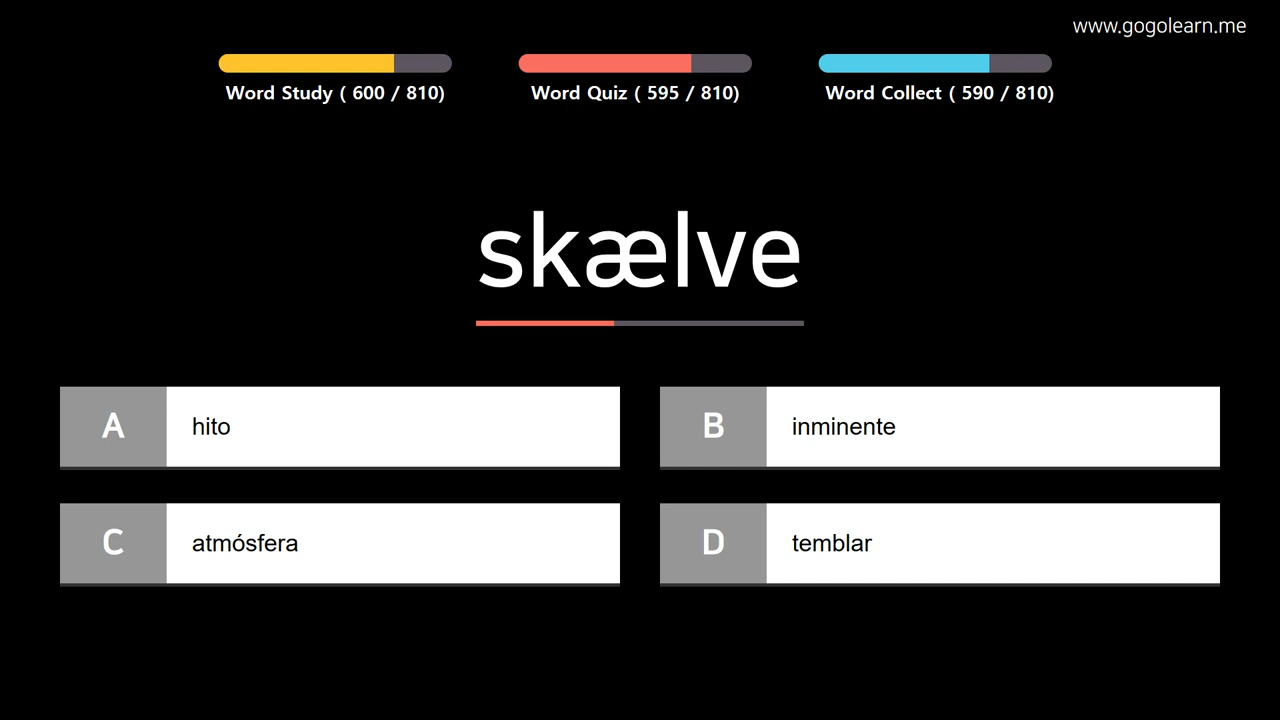 www.gogolearn.me
Word Study ( 600 / 810)
Word Quiz ( 595 / 810)
Word Collect ( 590 / 810)
skælve
A hito
B inminente
C atmósfera
D temblar